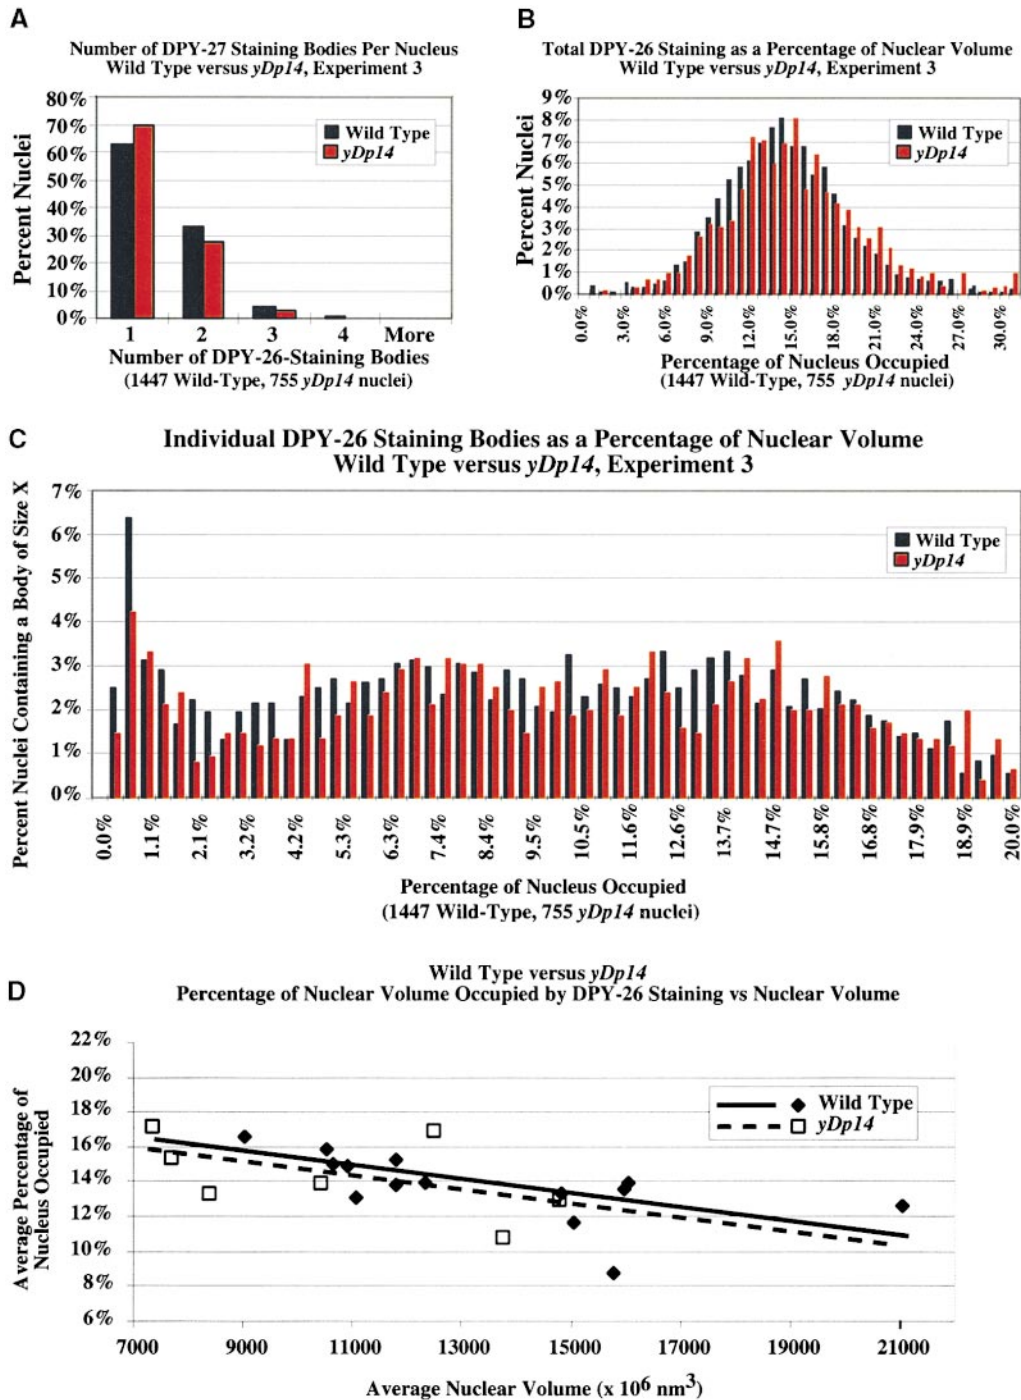 A
Number of DPY-27 Staining Bodies Per Nucleus
Wild Type versus yDp14, Experiment 3
Percent Nuclei
80%
70%
60%
50%
40%
30%
20%
10%
0%
Wild Type
yDp14
1 2 3 4 More
Number of DPY-26-Staining Bodies
(1447 Wild-Type, 755 yDp14 nuclei)
B
Total DPY-26 Staining as a Percentage of Nuclear Volume
Wild Type versus yDp14, Experiment 3
Percent Nuclei
9%
8%
7%
6%
5%
4%
3%
2%
1%
0%
Wild Type
yDp14
0.0% 3.0% 6.0% 9.0% 12.0% 15.0% 18.0% 21.0% 24.0% 27.0% 30.0%
Percentage of Nucleus Occupied
(1447 Wild-Type, 755 yDp14 nuclei)
C
Individual DPY-26 Staining Bodies as a Percentage of Nuclear Volume
Wild Type versus yDp14, Experiment 3
Percent Nuclei Containing a Body of Size X
7%
6%
5%
4%
3%
2%
1%
0%
Wild Type
yDp14
0.0% 1.1% 2.1% 3.2% 4.2% 5.3% 6.3% 7.4% 8.4% 9.5% 10.5% 11.6% 12.6% 13.7% 14.7% 15.8% 16.8% 17.9% 18.9% 20.0%
Percentage of Nucleus Occupied
(1447 Wild-Type, 755 yDp14 nuclei)
D
Wild Type versus yDp14
Percentage of Nuclear Volume Occupied by DPY-26 Staining vs Nuclear Volume
Average Percentage of
Nucleus Occupied
22%
20%
18%
16%
14%
12%
10%
8%
6%
Wild Type
yDp14
7000 9000 11000 13000 15000 17000 19000 21000
Average Nuclear Volume (x 10⁶ nm³)